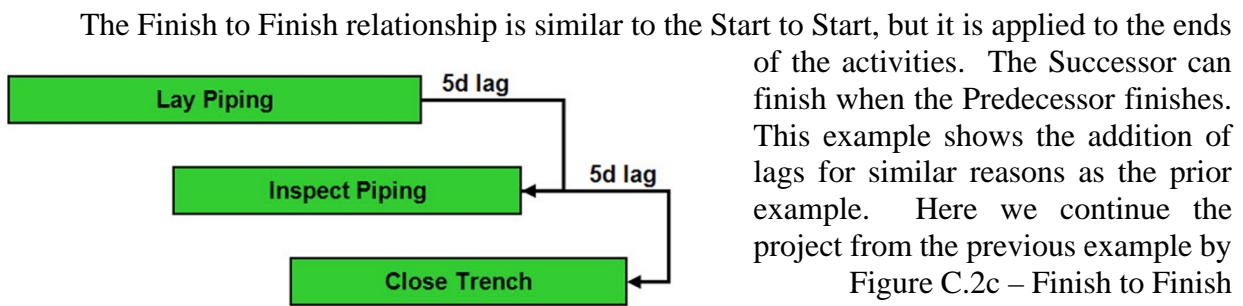 The Finish to Finish relationship is similar to the Start to Start, but it is applied to the ends
of the activities. The Successor can
finish when the Predecessor finishes.
This example shows the addition of
lags for similar reasons as the prior
example. Here we continue the
project from the previous example by
Lay Piping
5d lag
Inspect Piping
5d lag
Close Trench
Figure C.2c – Finish to Finish